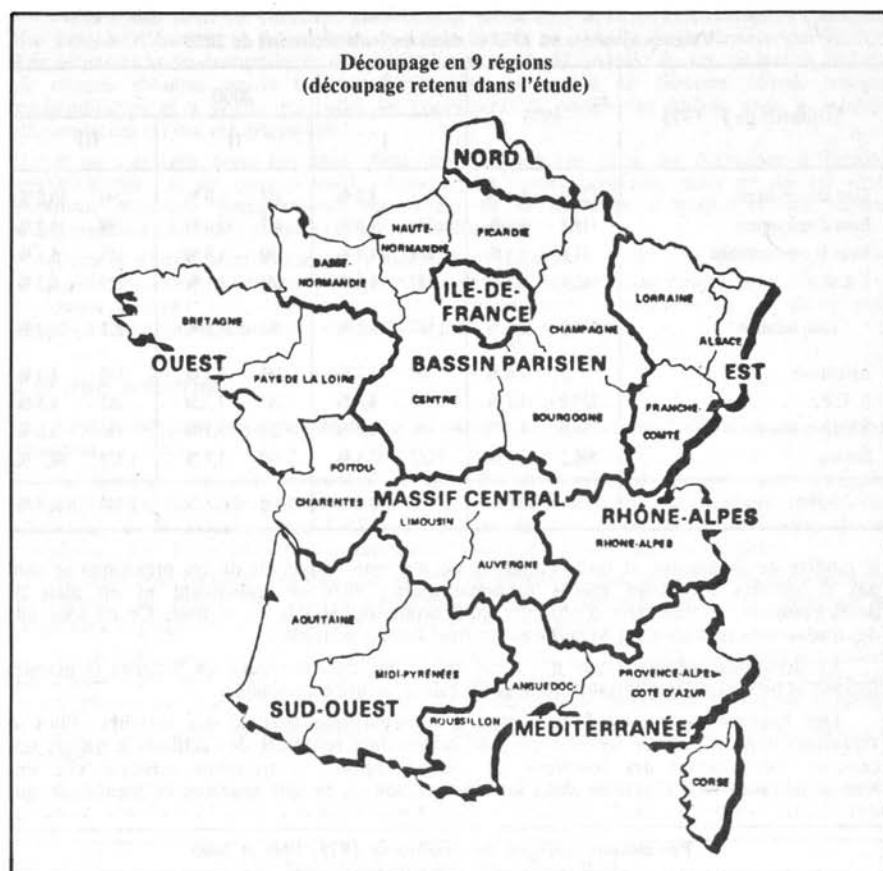 Découpage en 9 régions
(découpage retenu dans l'étude)
NORD
HAUTE-
NORMANDIE
PICARDIE
BASSE-
NORMANDIE
ILE-DE-
FRANCE
LORRAINE
CHAMPAGNE
ALSACE
BRETAGNE
OUEST
BASSIN PARISIEN
EST
PAYS DE LA LOIRE
CENTRE
BOURGOGNE
FRANCHE-
COMTÉ
POITOU-
CHARENTES
MASSIF CENTRAL
LIMOUSIN
RHÔNE-ALPES
RHONE-ALPES
AUVERGNE
AQUITAINE
MIDI-PYRÉNÉES
LANGUEDOC-
PROVENCE-ALPES-
COTE D'AZUR
SUD-OUEST
ROUSSILLON
MÉDITERRANÉE
CORSE